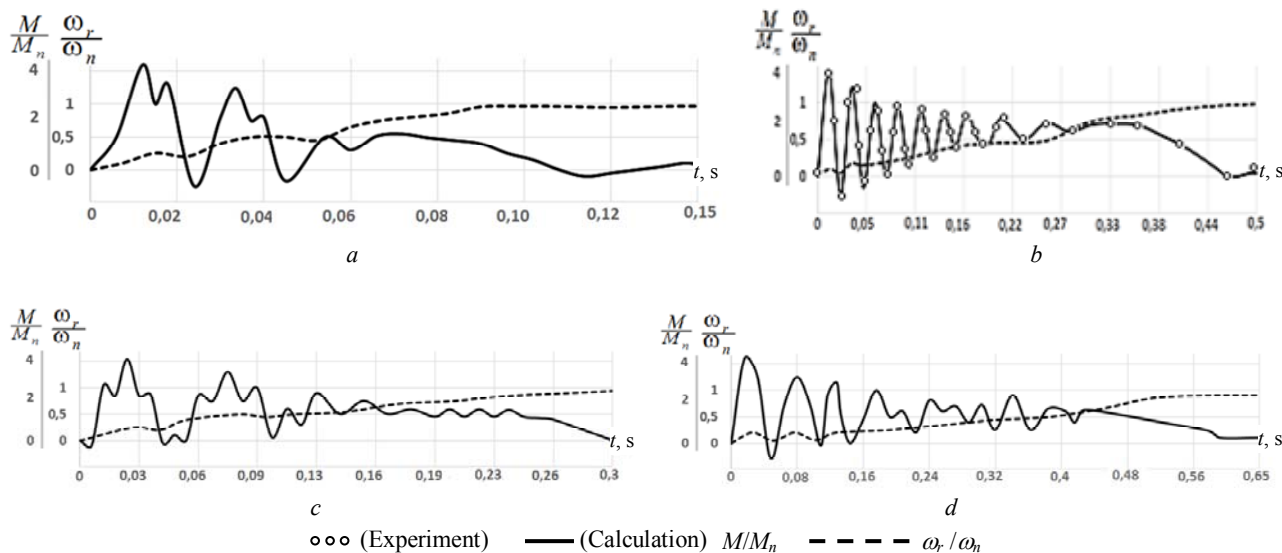 M/M_n ω_r/ω_n
4
1
2
0,5
0 0
t, s
0 0,02 0,04 0,06 0,08 0,10 0,12 0,15
a
M/M_n ω_r/ω_n
4
1
2
0,5
0 0
t, s
0 0,05 0,11 0,16 0,22 0,27 0,33 0,38 0,44 0,5
b
M/M_n ω_r/ω_n
4
1
2
0,5
0 0
t, s
0 0,03 0,06 0,09 0,13 0,16 0,19 0,23 0,26 0,3
c
M/M_n ω_r/ω_n
4
1
2
0,5
0 0
t, s
0 0,08 0,16 0,24 0,32 0,4 0,48 0,56 0,65
d
(Experiment) (Calculation) M/M_n ω_r/ω_n